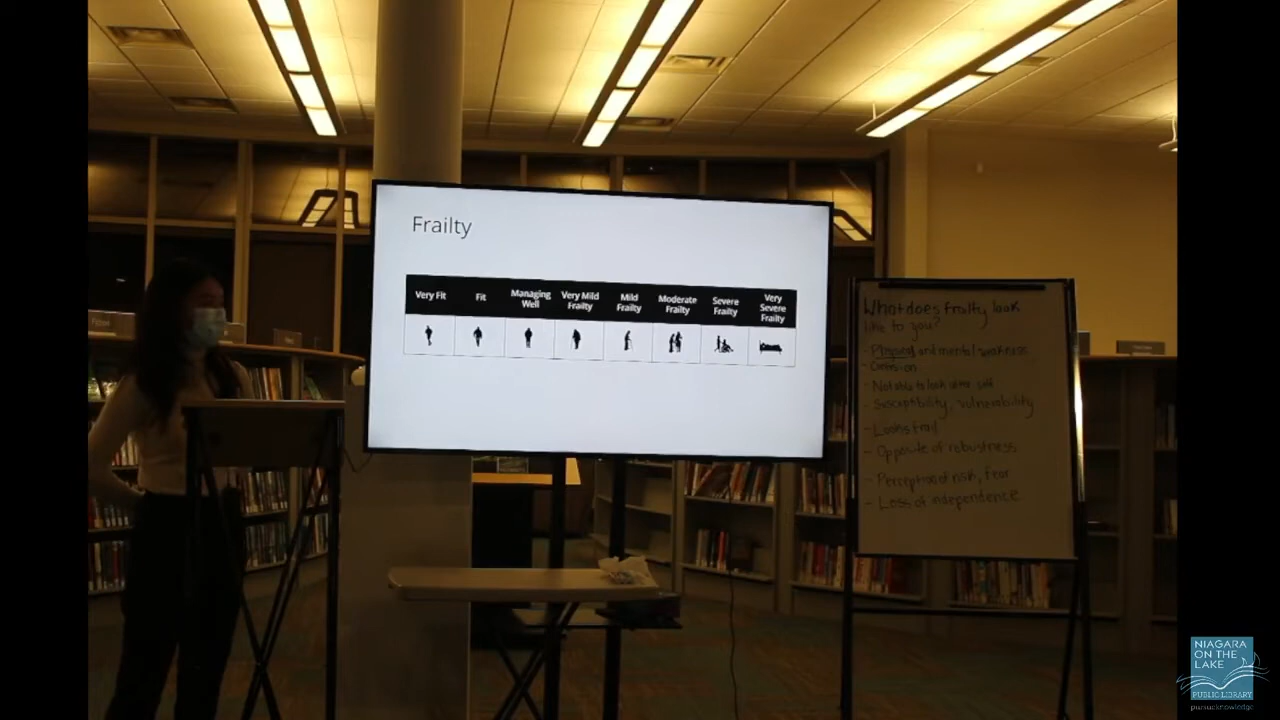 Frailty
Very Fit
Fit
Managing
Well
Very Mild
Frailty
Mild
Frailty
Moderate
Frailty
Severe
Frailty
Very
Severe
Frailty
What does frailty look
like to you?
- Physical and mental weakness
- Not able to look after self
- Susceptibility, vulnerability
- Looks frail
- Opposite of robustness
- Perception of risk, fear
- Loss of independence
NIAGARA
ON THE
LAKE
PUBLIC LIBRARY
pursueknowledge